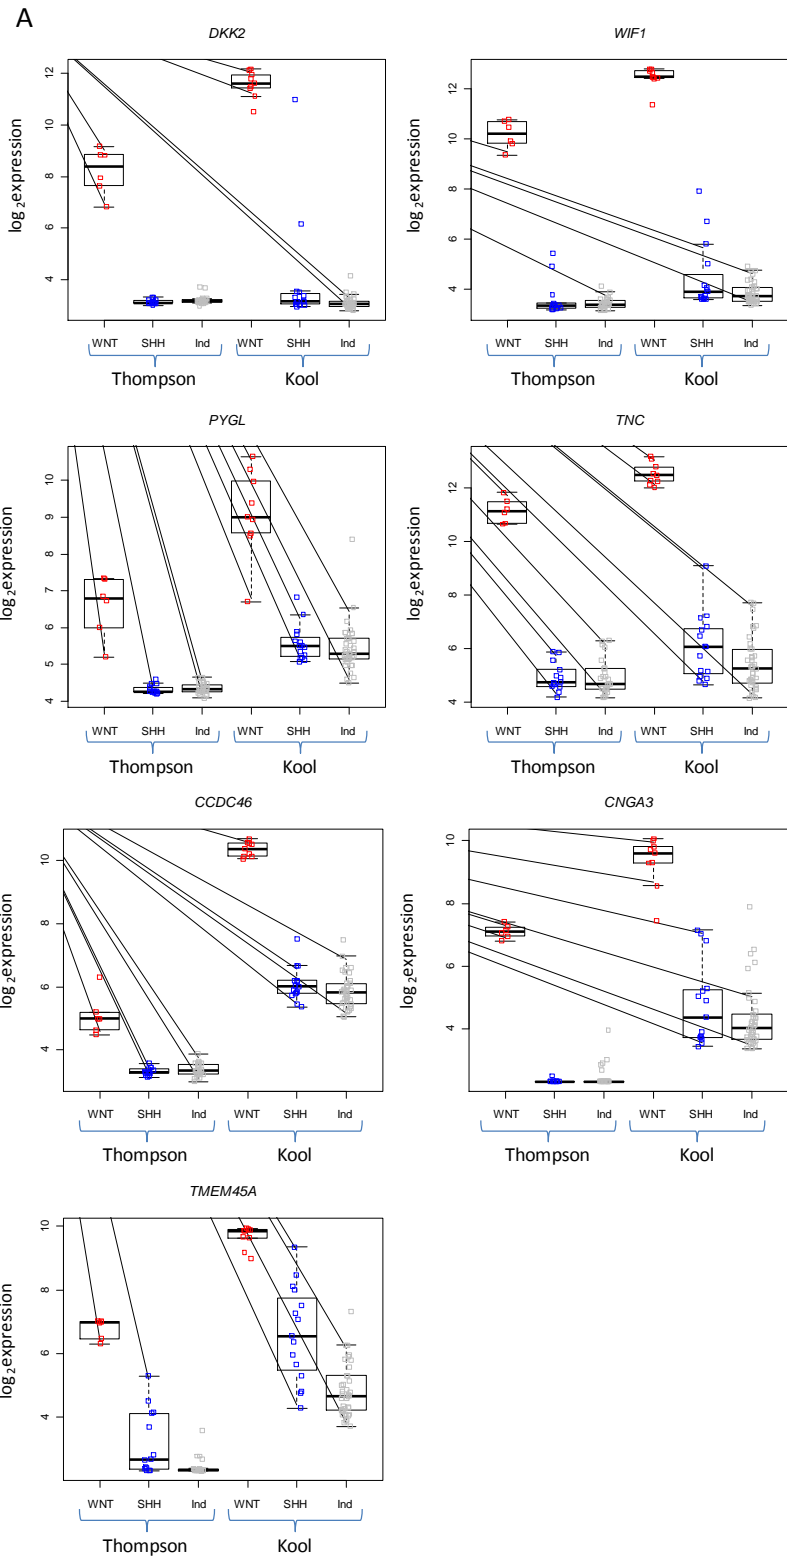 A
DKK2
WIF1
log2expression
4 6 8 10 12
WNT SHH Ind WNT SHH Ind
Thompson Kool
log2expression
4 6 8 10 12
WNT SHH Ind WNT SHH Ind
Thompson Kool
PYGL
TNC
log2expression
4 5 6 7 8 9 10
WNT SHH Ind WNT SHH Ind
Thompson Kool
log2expression
4 6 8 10 12
WNT SHH Ind WNT SHH Ind
Thompson Kool
CCDC46
CNGA3
log2expression
4 6 8 10
WNT SHH Ind WNT SHH Ind
Thompson Kool
log2expression
4 6 8 10
WNT SHH Ind WNT SHH Ind
Thompson Kool
TMEM45A
log2expression
4 6 8 10
WNT SHH Ind WNT SHH Ind
Thompson Kool